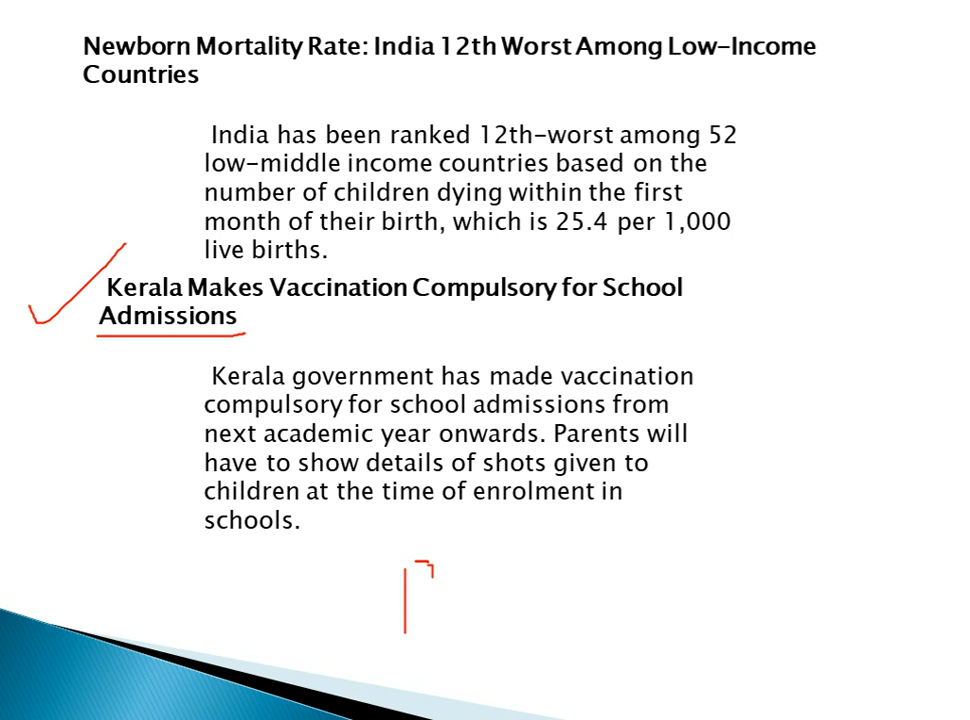 Newborn Mortality Rate: India 12th Worst Among Low-Income
Countries
India has been ranked 12th-worst among 52
low-middle income countries based on the
number of children dying within the first
month of their birth, which is 25.4 per 1,000
live births.
Kerala Makes Vaccination Compulsory for School
Admissions
Kerala government has made vaccination
compulsory for school admissions from
next academic year onwards. Parents will
have to show details of shots given to
children at the time of enrolment in
schools.